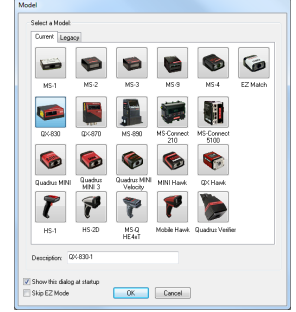 Model
Select a Model:
Current Legacy
MS-1 MS-2 MS-3 MS-9 MS-4 EZ Match
QX-830 QX-870 MS-890 MS-Connect 210 MS-Connect 5100
Quadrus MINI Quadrus MINI 3 Quadrus MINI Velocity MINI Hawk QX Hawk
HS-1 HS-2D MS-Q HE4xT Mobile Hawk Quadrus Verifier
Description: QX-830-1
Show this dialog at startup
Skip EZ Mode OK Cancel